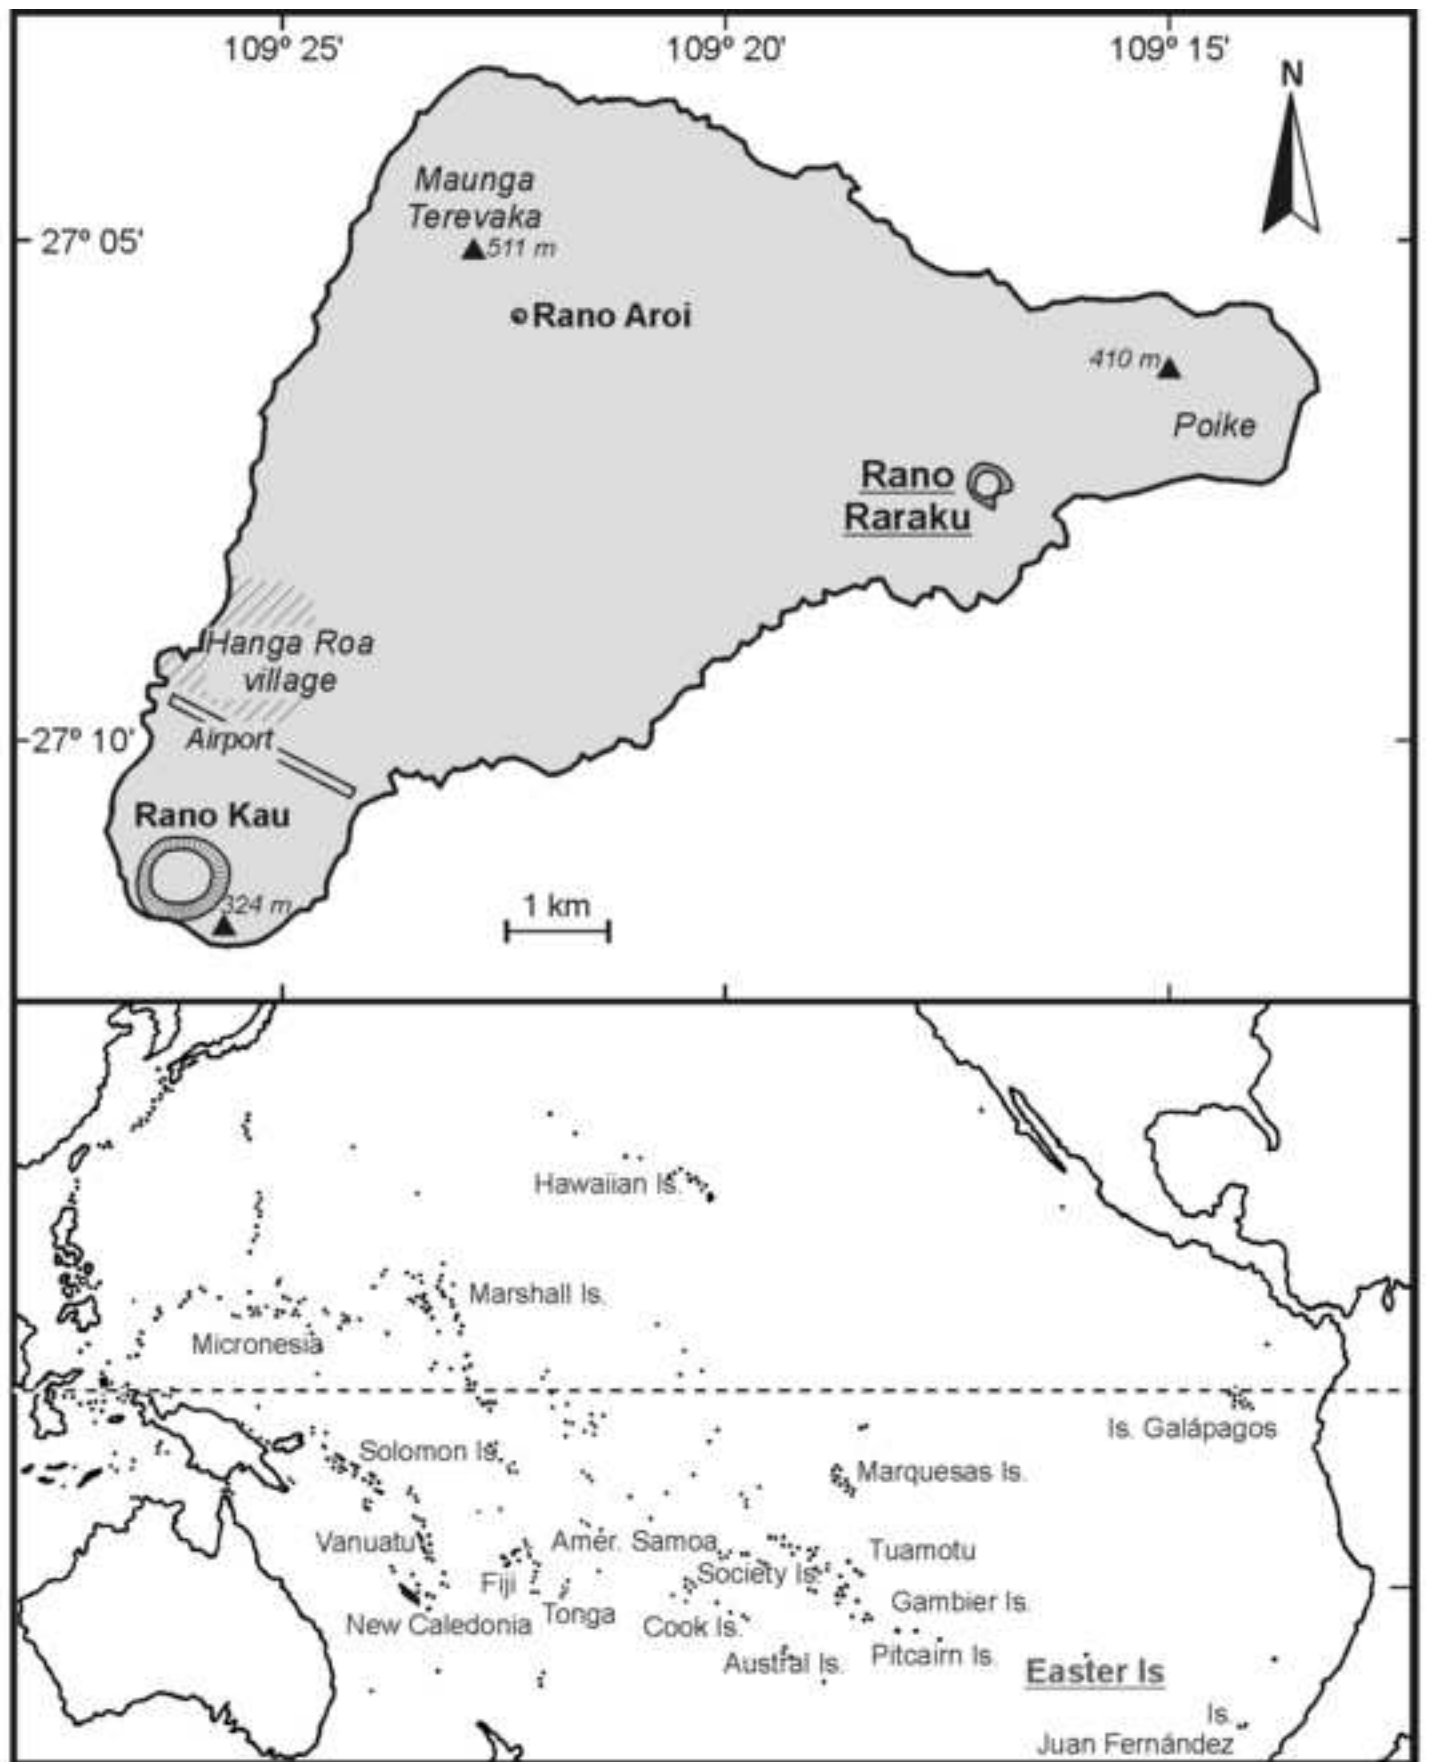 109º 25'
109º 20'
109º 15'
N
Maunga
Terevaka
511 m
27º 05'
Rano Aroi
410 m
Poike
Rano
Raraku
Hanga Roa
village
27º 10'
Airport
Rano Kau
324 m
1 km
Hawaiian Is.
Marshall Is.
Micronesia
Is. Galápagos
Solomon Is.
Marquesas Is.
Vanuatu
Amer. Samoa
Tuamotu
Society Is.
Fiji
Gambier Is.
Tonga
New Caledonia
Cook Is.
Pitcairn Is.
Austral Is.
Easter Is
Is.
Juan Fernández